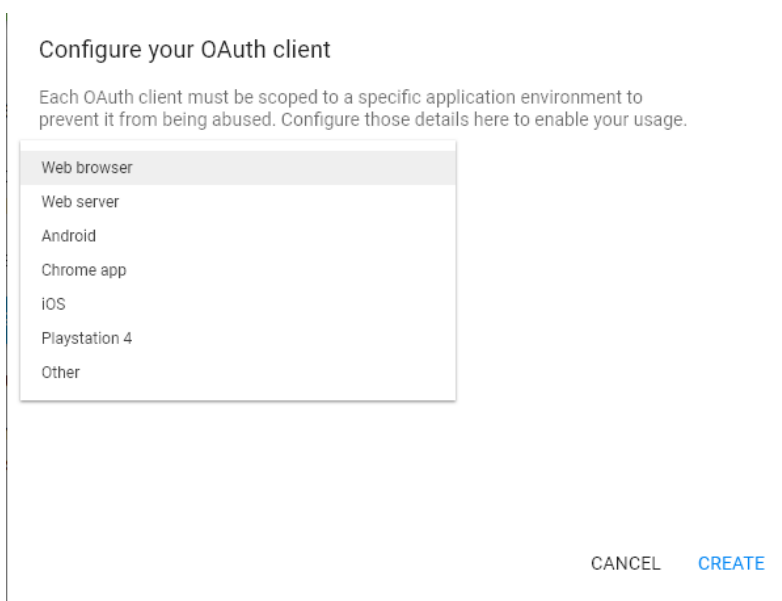 Configure your OAuth client
Each OAuth client must be scoped to a specific application environment to
prevent it from being abused. Configure those details here to enable your usage.
Web browser
Web server
Android
Chrome app
iOS
Playstation 4
Other
CANCEL CREATE